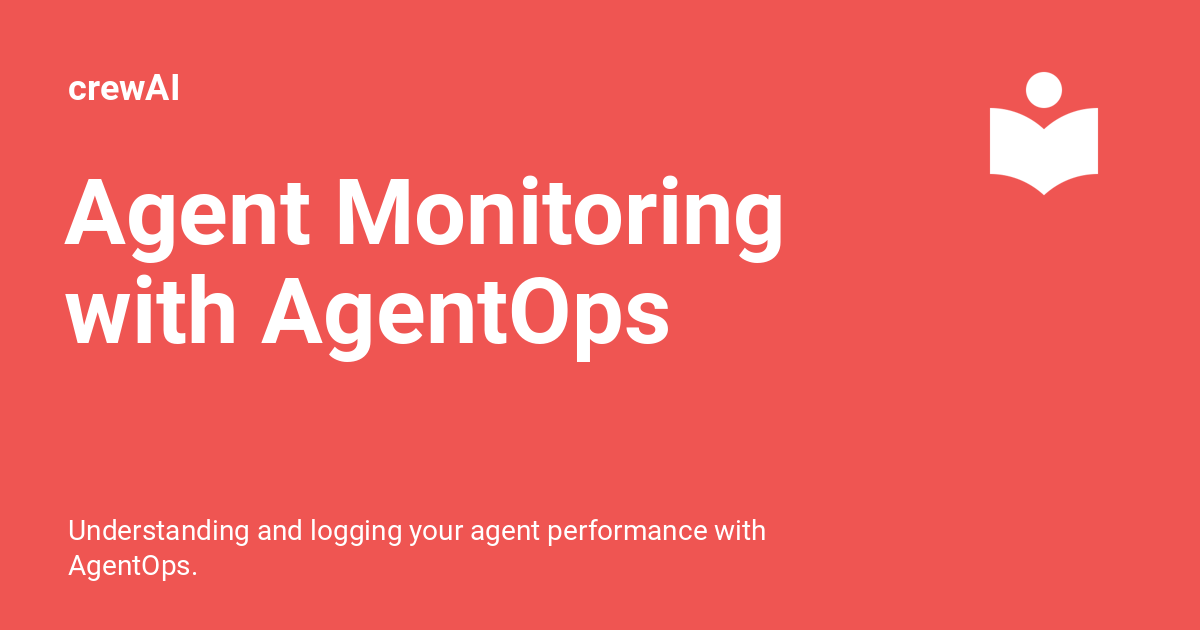 crewAI
Agent Monitoring
with AgentOps
Understanding and logging your agent performance with
AgentOps.